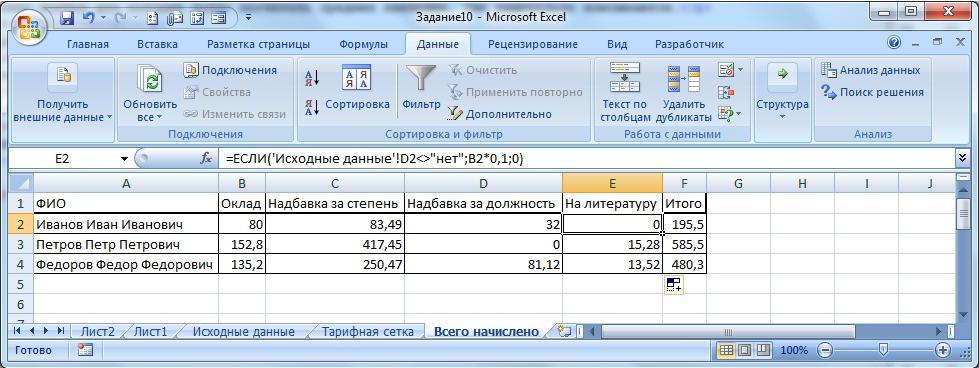 Задание10 - Microsoft Excel
Главная Вставка Разметка страницы Формулы Данные Рецензирование Вид Разработчик
Получить внешние данные
Обновить все
Подключения
Свойства
Изменить связи
Подключения
Сортировка
Фильтр
Очистить
Применить повторно
Дополнительно
Сортировка и фильтр
Текст по столбцам
Удалить дубликаты
Работа с данными
Структура
Анализ данных
Поиск решения
Анализ
E2 fx =ЕСЛИ('Исходные данные'!D2<>"нет";B2*0,1;0)
A B C D E F G H I J
1 ФИО Оклад Надбавка за степень Надбавка за должность На литературу Итого
2 Иванов Иван Иванович 80 83,49 32 0 195,5
3 Петров Петр Петрович 152,8 417,45 0 15,28 585,5
4 Федоров Федор Федорович 135,2 250,47 81,12 13,52 480,3
5
6
Лист2 Лист1 Исходные данные Тарифная сетка Всего начислено
Готово 100%